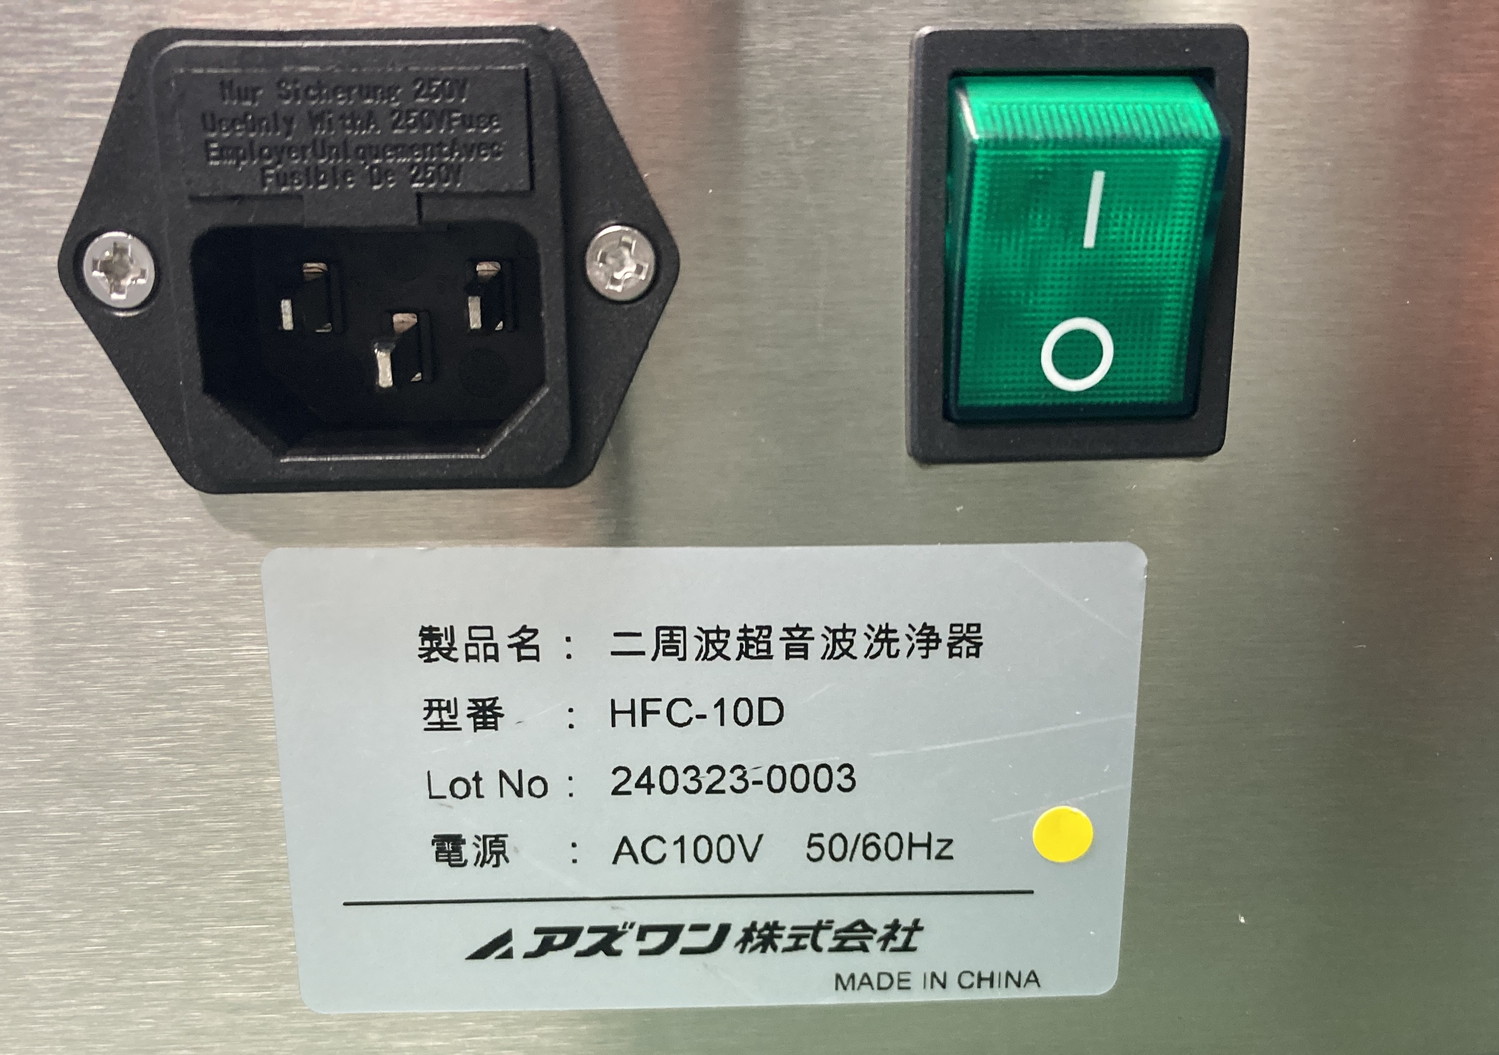 Nur Sicherung 250V
UseOnly WithA 250VFuse
EmployerUniquementAvec
Fusible De 250V
製品名： 二周波超音波洗浄器
型番 ： HFC-10D
Lot No： 240323-0003
電源 ： AC100V 50/60Hz
アズワン株式会社
MADE IN CHINA